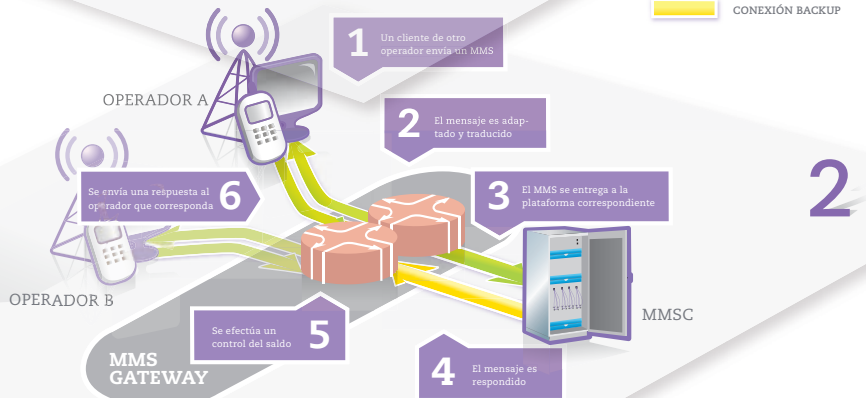 CONEXIÓN BACKUP
1
Un cliente de otro
operador envía un MMS
OPERADOR A
2
El mensaje es adap-
tado y traducido
Se envía una respuesta al
operador que corresponda
6
3
El MMS se entrega a la
plataforma correspondiente
2
OPERADOR B
MMSC
Se efectúa un
control del saldo
5
MMS
GATEWAY
4
El mensaje es
respondido